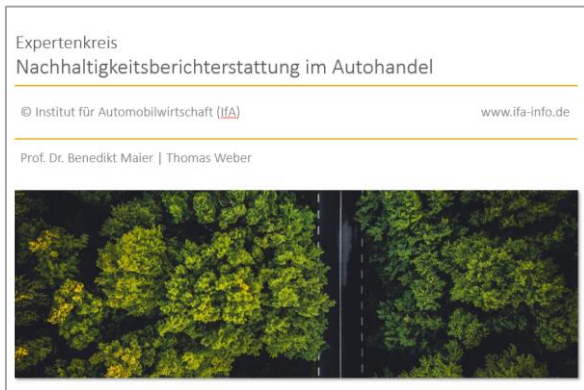 Expertenkreis
Nachhaltigkeitsberichterstattung im Autohandel
© Institut für Automobilwirtschaft (IfA) www.ifa-info.de
Prof. Dr. Benedikt Maier | Thomas Weber